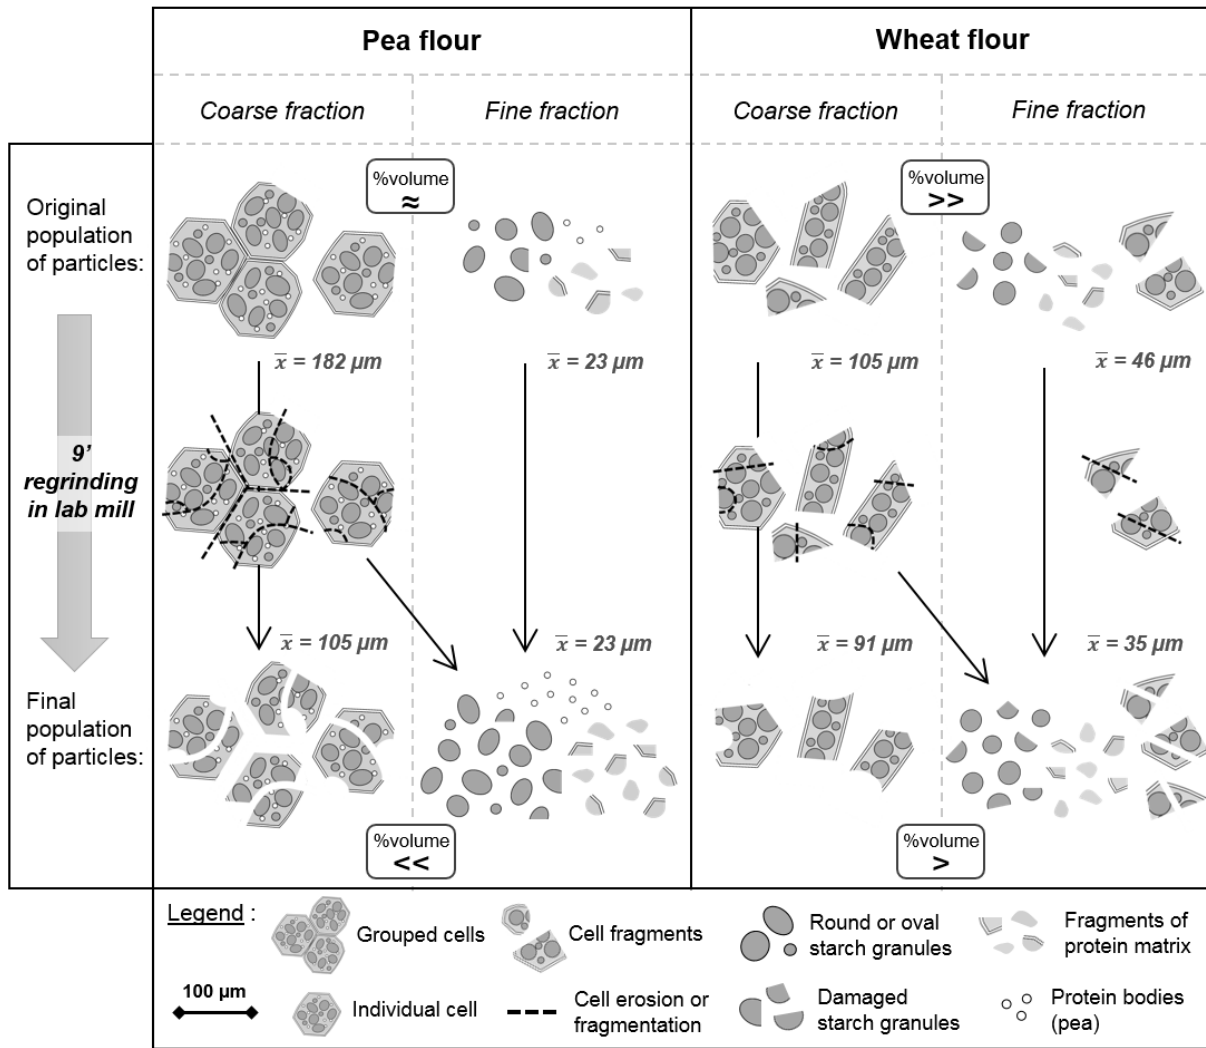 Pea flour
Wheat flour
Coarse fraction
Fine fraction
Coarse fraction
Fine fraction
Original
population
of particles:
%volume
≈
%volume
>>
x̅ = 182 µm
x̅ = 23 µm
x̅ = 105 µm
x̅ = 46 µm
9’
regrinding
in lab mill
x̅ = 105 µm
x̅ = 23 µm
x̅ = 91 µm
x̅ = 35 µm
Final
population
of particles:
%volume
<<
%volume
>
Legend :
Grouped cells
Cell fragments
Round or oval
starch granules
Fragments of
protein matrix
100 µm
Individual cell
Cell erosion or
fragmentation
Damaged
starch granules
Protein bodies
(pea)